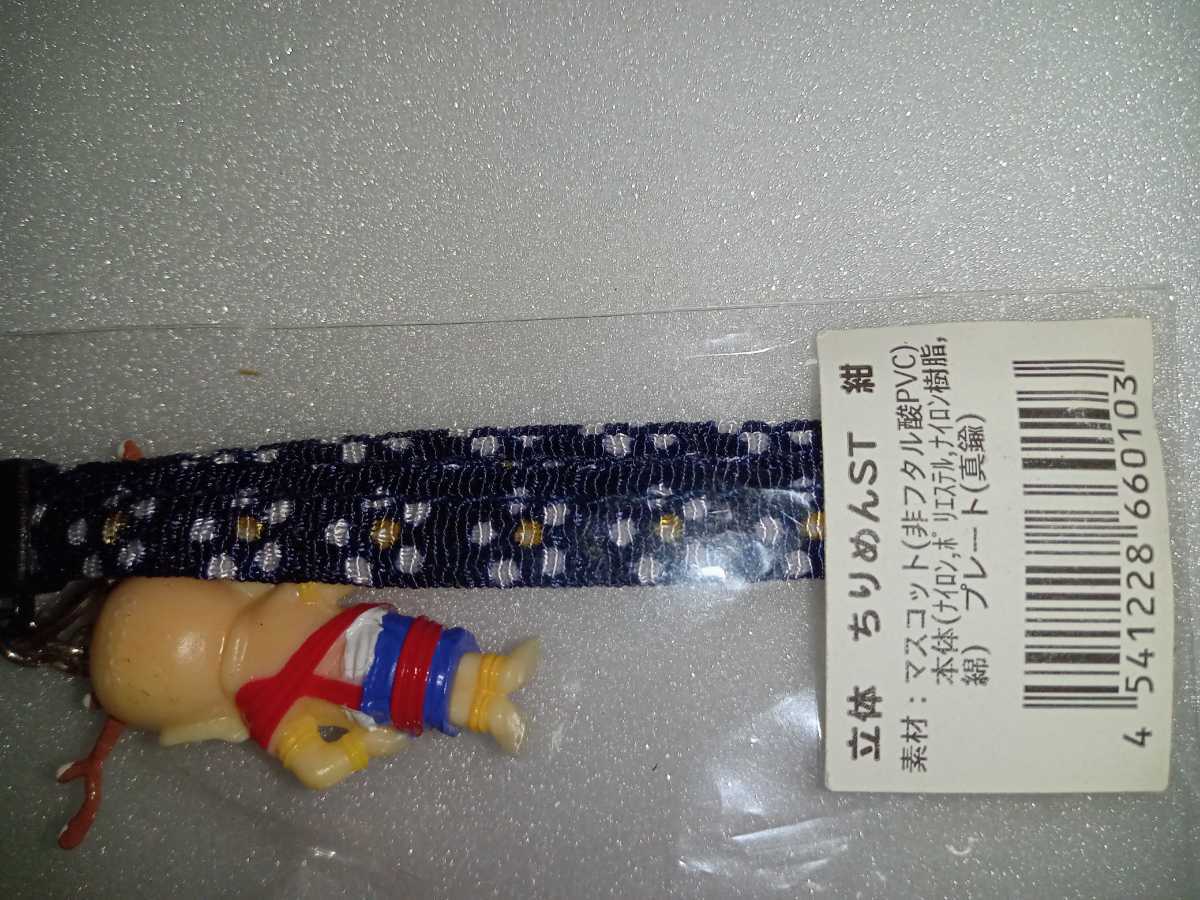 立体 ちりめんST 紺
素材：マスコット(非フタル酸PVC)
本体(ナイロン,ポリエステル,ナイロン樹脂,
綿) プレート(真鍮)
4 541228 660103